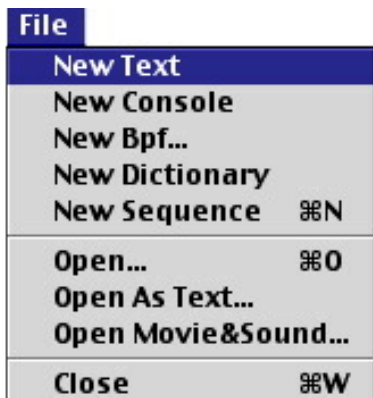 File
New Text
New Console
New Bpf...
New Dictionary
New Sequence ⌘N
Open... ⌘O
Open As Text...
Open Movie&Sound...
Close ⌘W